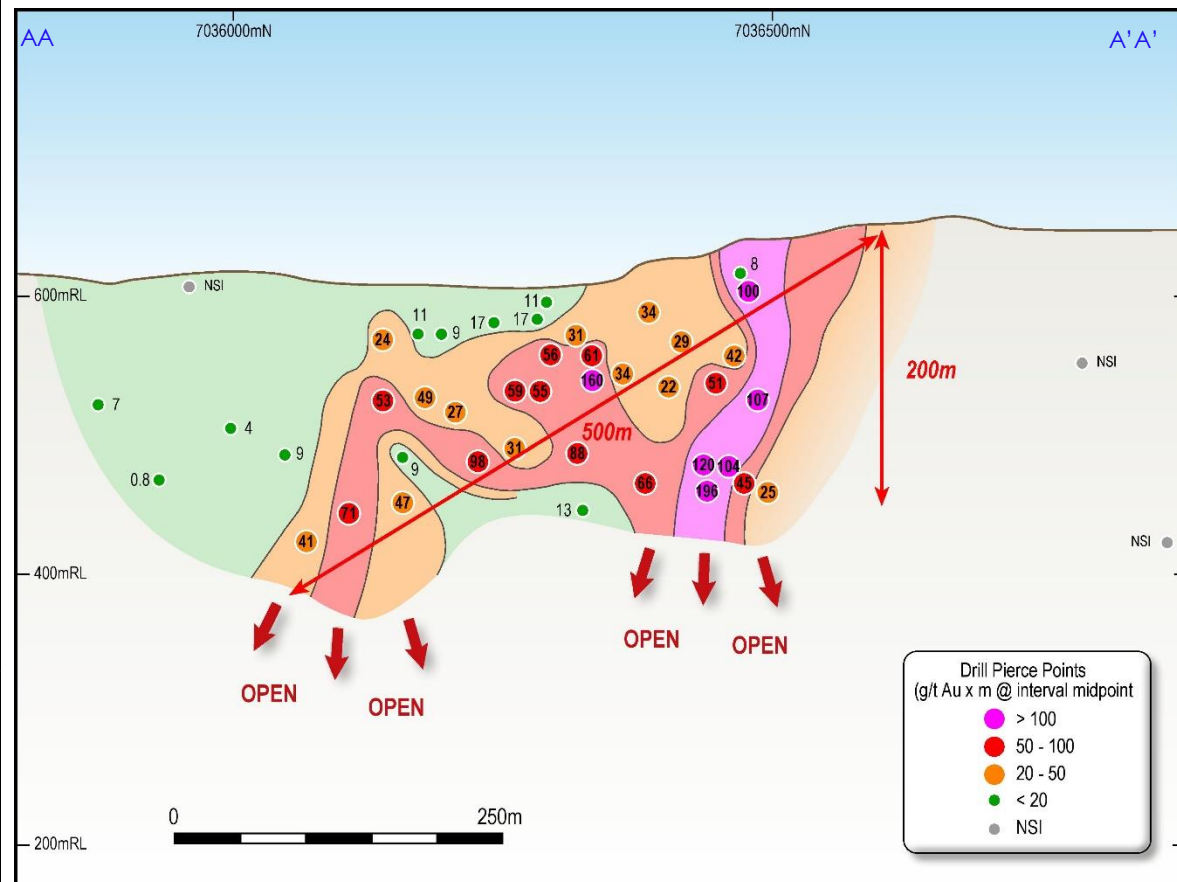 7036000mN
7036500mN
AA
A'A'
NSI
600mRL
8
100
11
34
11
9
17
17
31
24
29
42
NSI
56
61
34
160
22
51
200m
7
53
49
59
55
107
27
4
500m
31
9
9
98
88
120
104
0.8
66
45
196
25
47
71
13
41
NSI
400mRL
OPEN
OPEN
OPEN
OPEN
Drill Pierce Points
(g/t Au x m @ interval midpoint
> 100
50 - 100
20 - 50
< 20
NSI
0
250m
200mRL